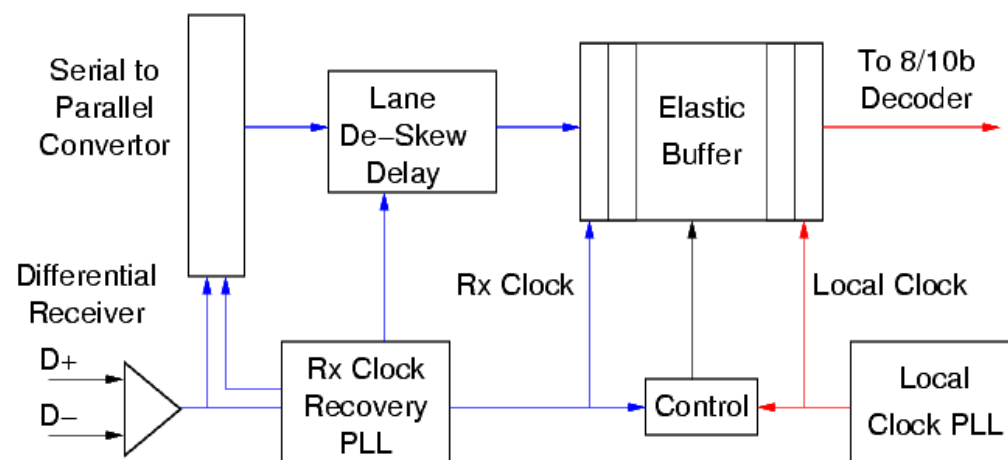 Serial to
Parallel
Convertor
Lane
De-Skew
Delay
Elastic
Buffer
To 8/10b
Decoder
Differential
Receiver
D+
D-
Rx Clock
Recovery
PLL
Rx Clock
Control
Local Clock
Local
Clock PLL